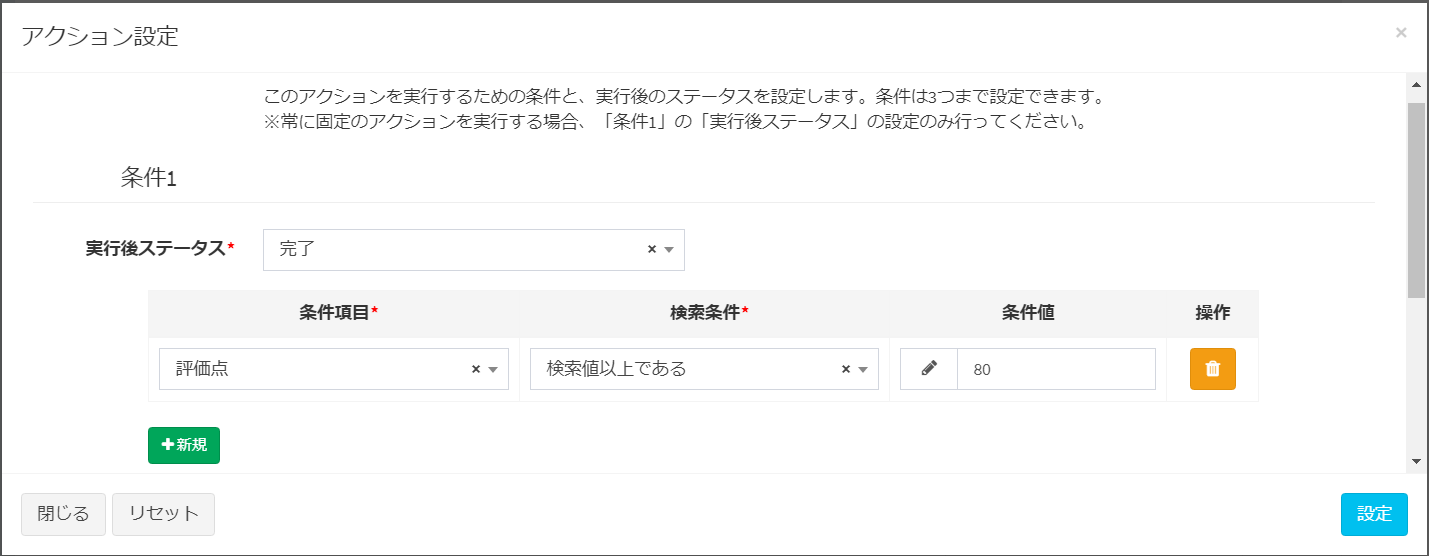 アクション設定
×
このアクションを実行するための条件と、実行後のステータスを設定します。条件は3つまで設定できます。
※常に固定のアクションを実行する場合、「条件1」の「実行後ステータス」の設定のみ行ってください。
条件1
実行後ステータス* 完了 ×
条件項目* 検索条件* 条件値 操作
評価点 × 検索値以上である × 80
+新規
閉じる リセット 設定